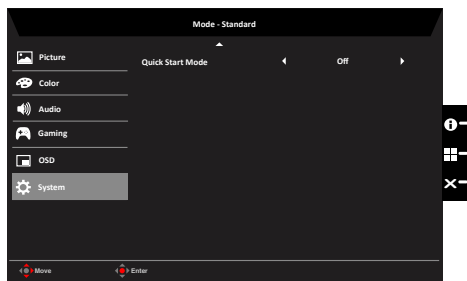 Mode - Standard
Picture
Quick Start Mode Off
Color
Audio
Gaming
OSD
System
Move Enter